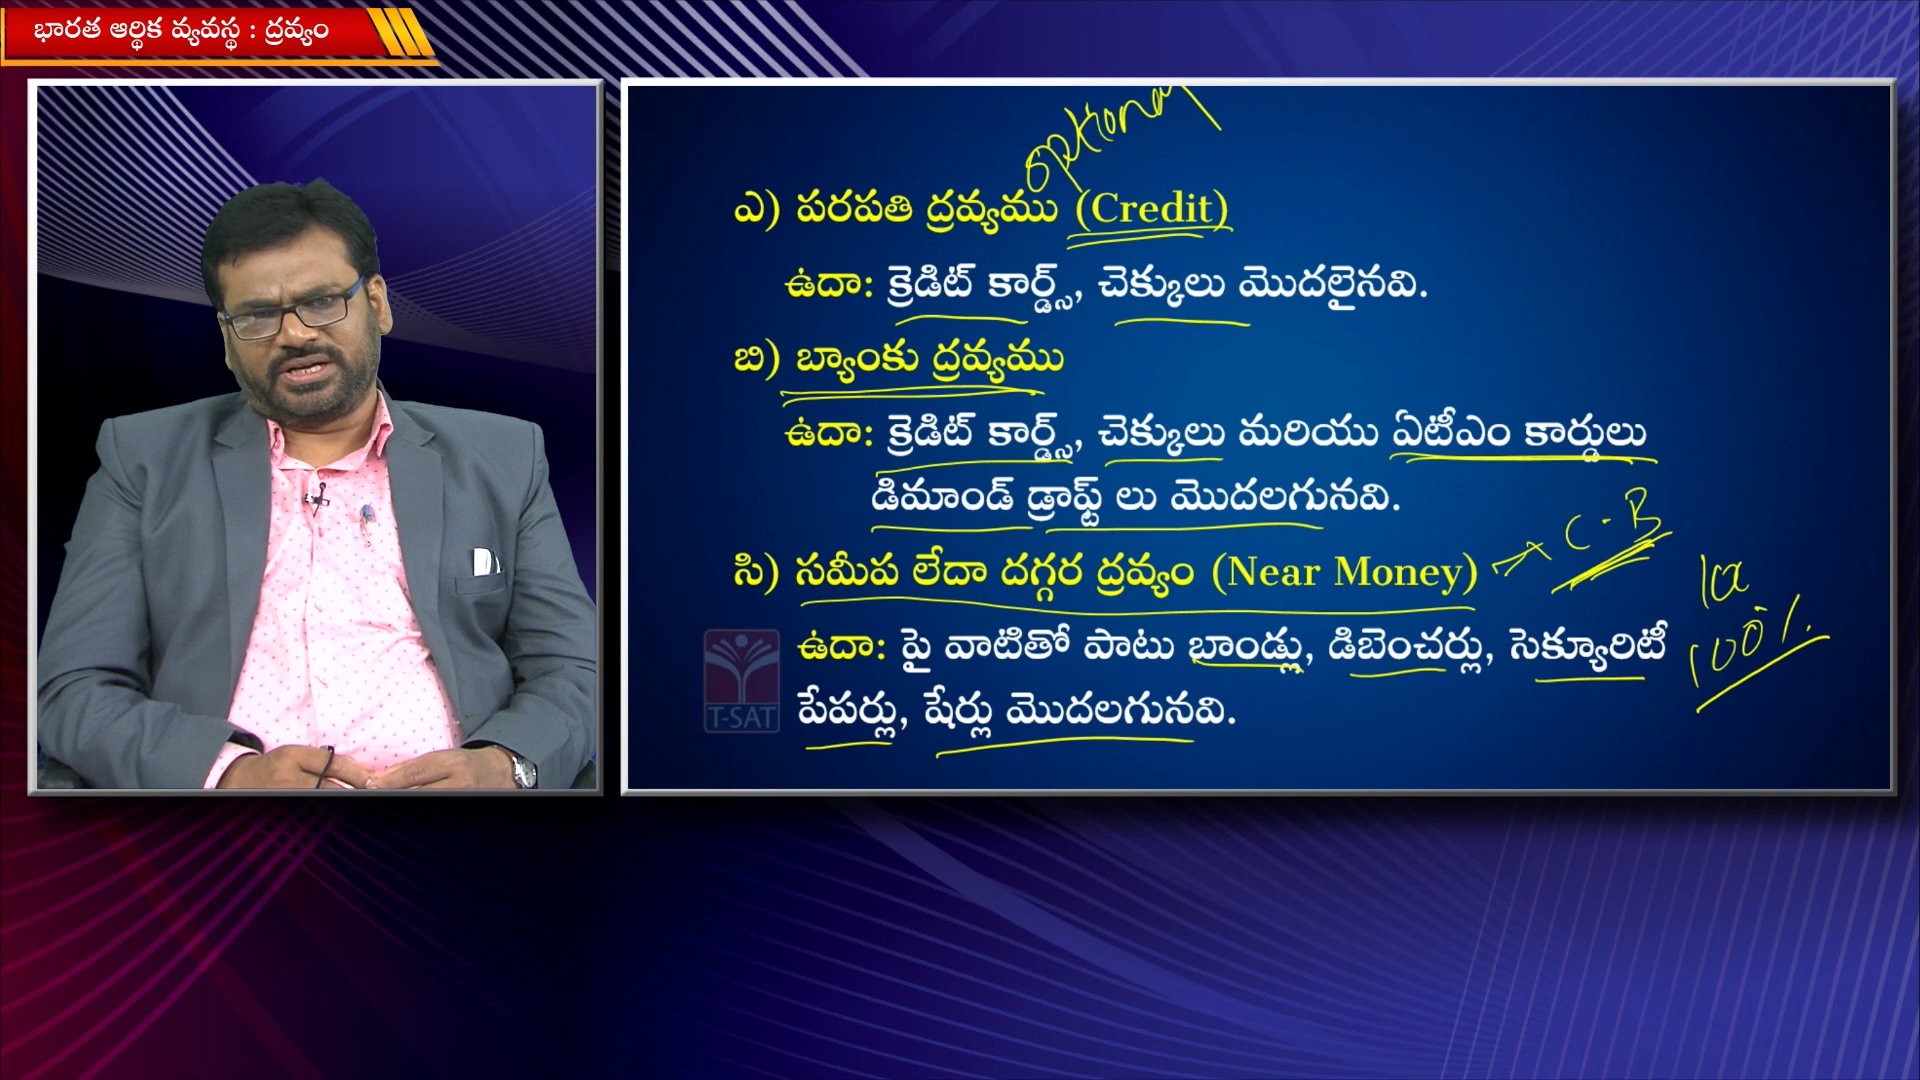 భారత ఆర్థిక వ్యవస్థ : ద్రవ్యం
optional
ఎ) పరపతి ద్రవ్యము (Credit)
ఉదా: క్రెడిట్ కార్డ్స్, చెక్కులు మొదలైనవి.
బి) బ్యాంకు ద్రవ్యము
ఉదా: క్రెడిట్ కార్డ్స్, చెక్కులు మరియు ఏటీఎం కార్డులు
డిమాండ్ డ్రాఫ్ట్ లు మొదలగునవి.
C.B
సి) సమీప లేదా దగ్గర ద్రవ్యం (Near Money)
ఉదా: పై వాటితో పాటు బాండ్లు, డిబెంచర్లు, సెక్యూరిటీ
100%.
పేపర్లు, షేర్లు మొదలగునవి.
T-SAT